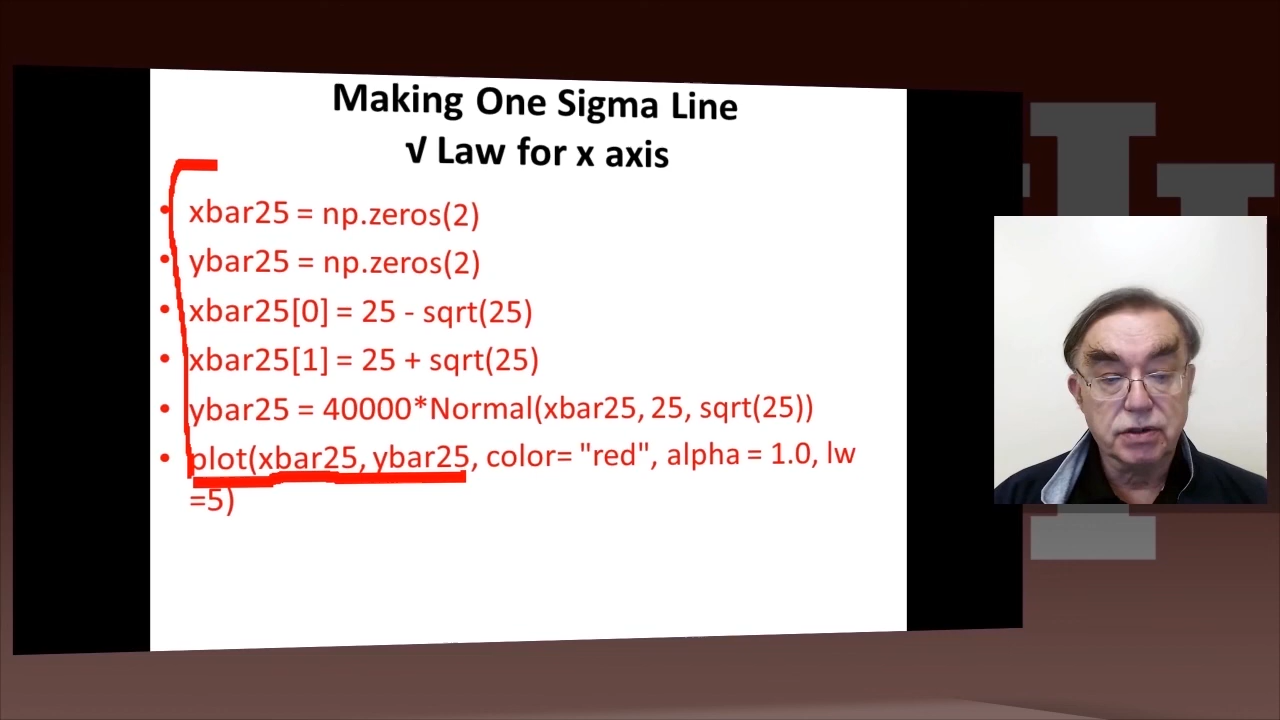 Making One Sigma Line
√ Law for x axis
• xbar25 = np.zeros(2)
• ybar25 = np.zeros(2)
• xbar25[0] = 25 - sqrt(25)
• xbar25[1] = 25 + sqrt(25)
• ybar25 = 40000*Normal(xbar25, 25, sqrt(25))
• plot(xbar25, ybar25, color= "red", alpha = 1.0, lw
=5)